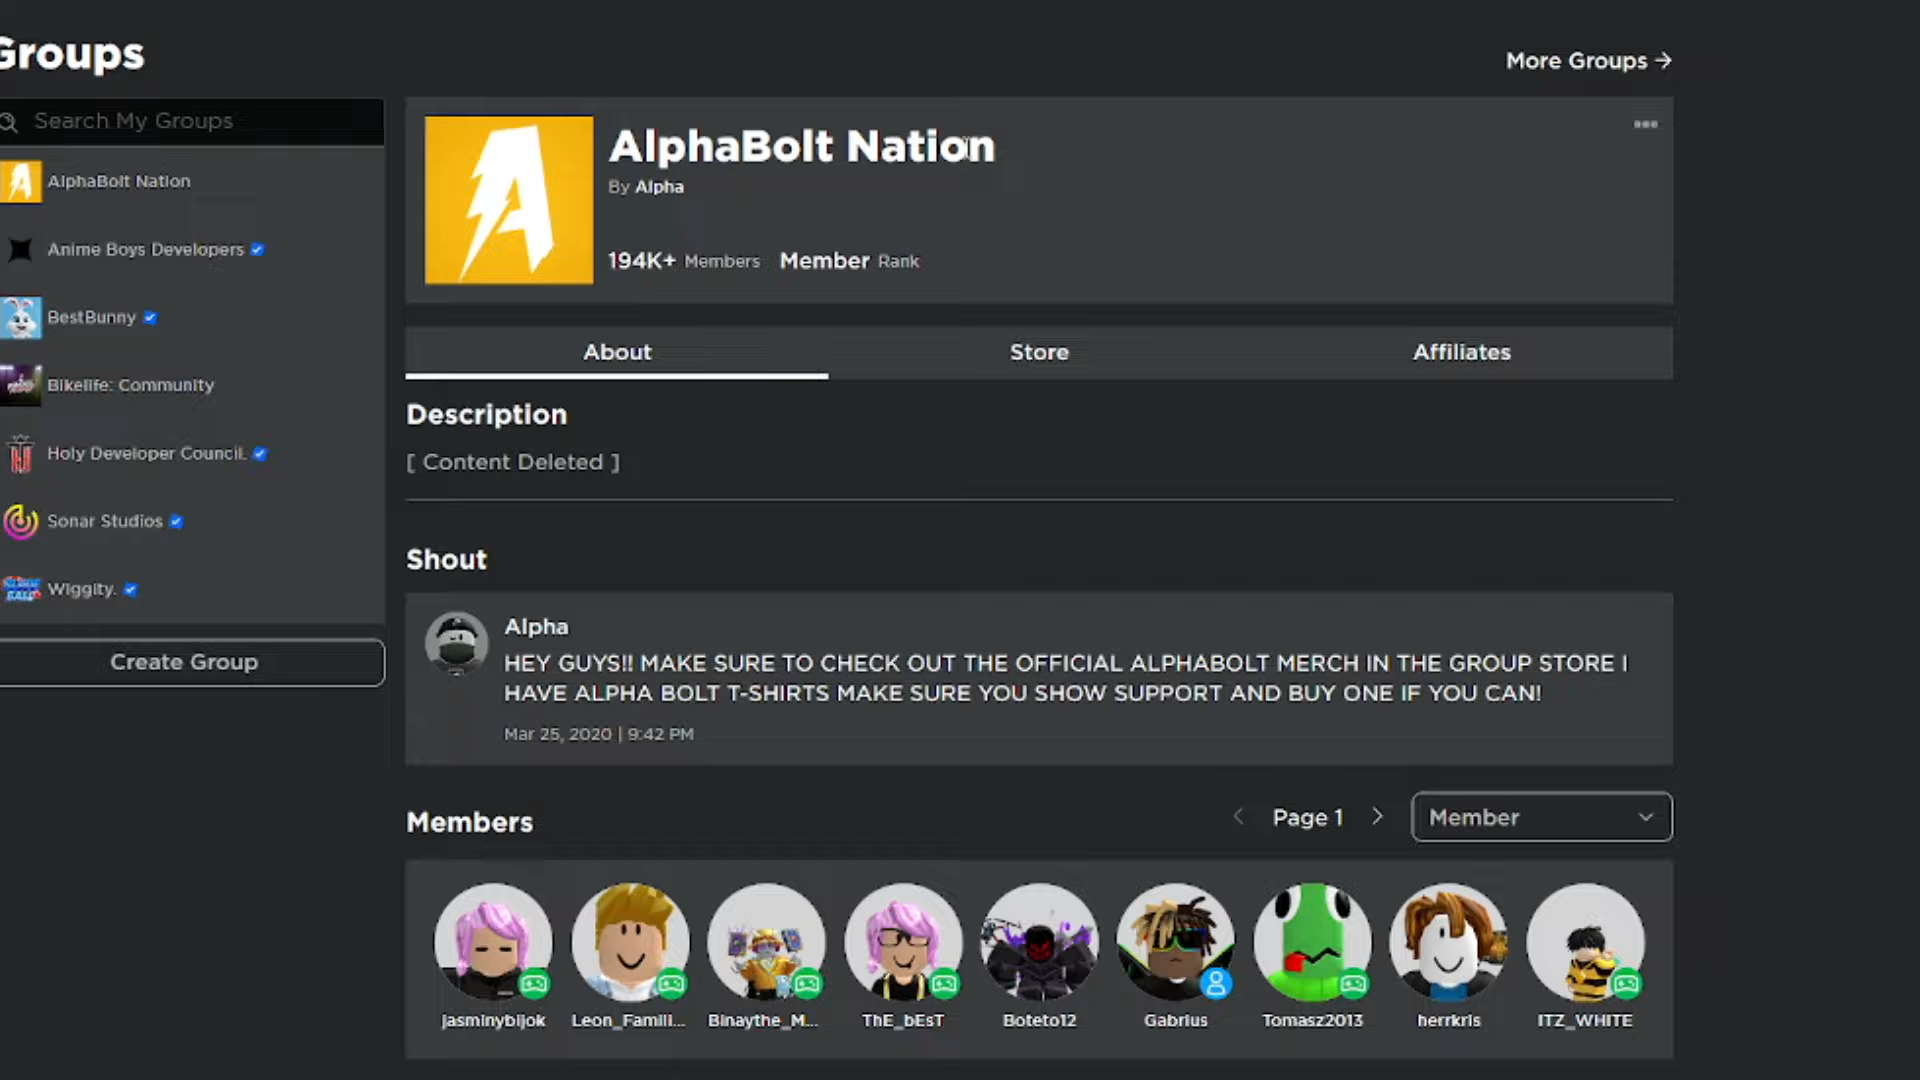 Groups
More Groups →
Search My Groups
AlphaBolt Nation
Anime Boys Developers
BestBunny
Bikelife: Community
Holy Developer Council.
Sonar Studios
Wiggity.
Create Group
AlphaBolt Nation
By Alpha
194K+ Members Member Rank
About Store Affiliates
Description
[ Content Deleted ]
Shout
Alpha
HEY GUYS!! MAKE SURE TO CHECK OUT THE OFFICIAL ALPHABOLT MERCH IN THE GROUP STORE I
HAVE ALPHA BOLT T-SHIRTS MAKE SURE YOU SHOW SUPPORT AND BUY ONE IF YOU CAN!
Mar 25, 2020 | 9:42 PM
Members
Page 1
Member
jasminybijok Leon_Famili... Binaythe_M... ThE_bEsT Boteto12 Gabrius Tomasz2013 herrkris ITZ_WHITE